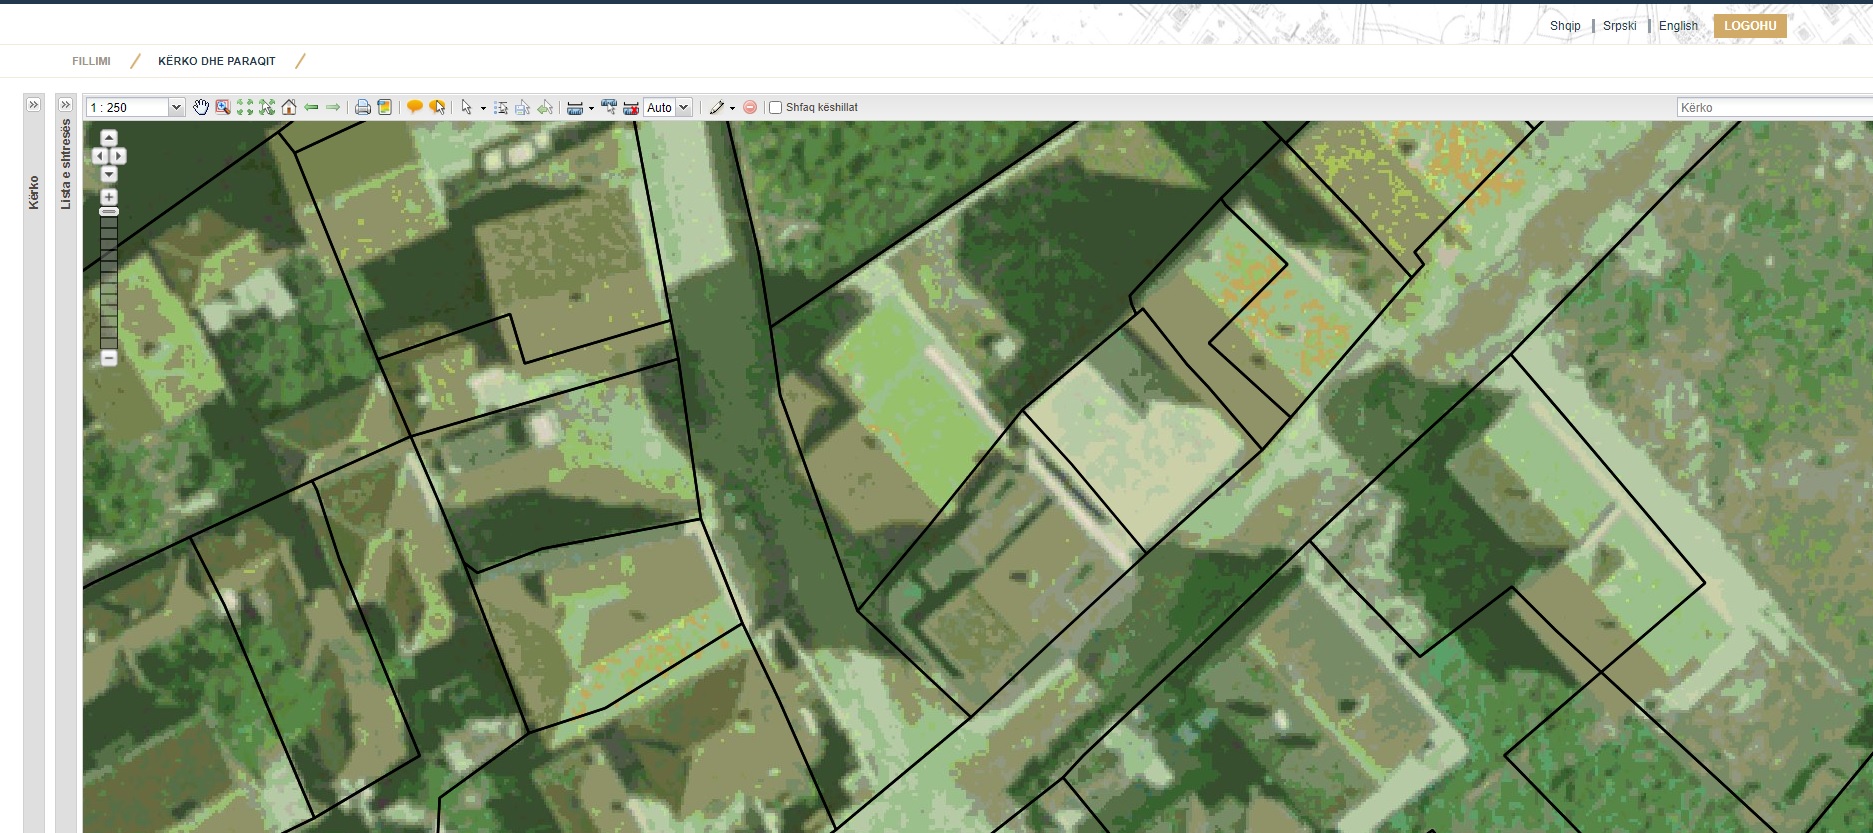 Shqip | Srpski | English LOGOHU
FILLIMI / KËRKO DHE PARAQIT /
1 : 250
Auto
Shfaq këshillat
Kërko
Kërko
Lista e shtresës